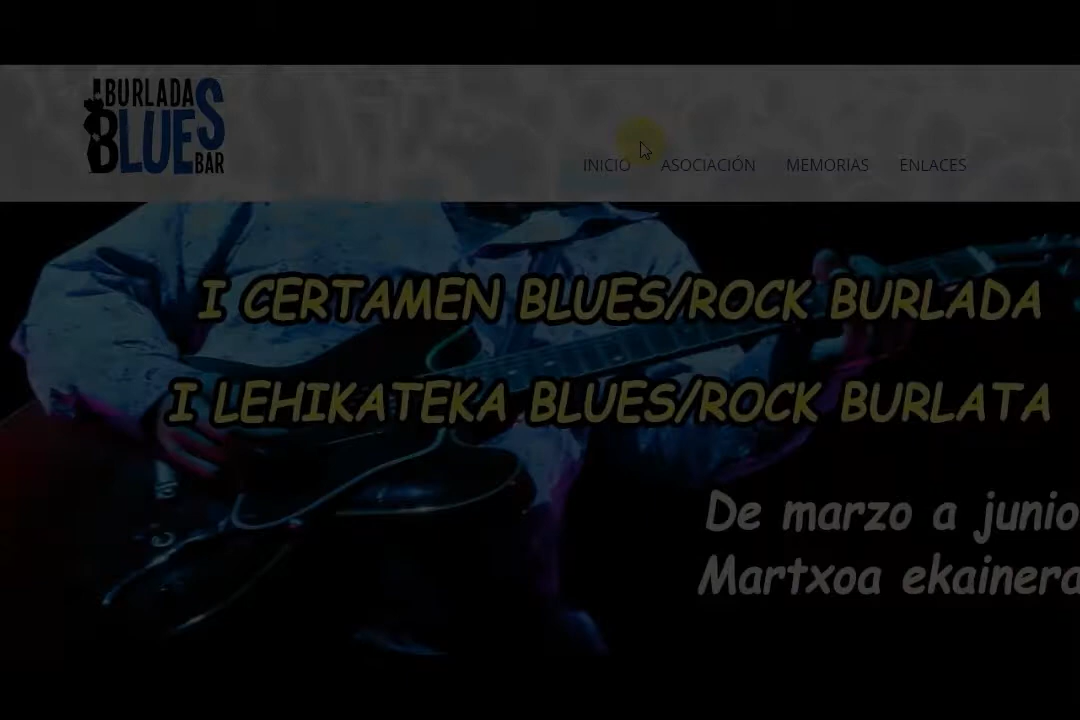 BURLADA
BLUES
BAR
INICIO ASOCIACIÓN MEMORIAS ENLACES
I CERTAMEN BLUES/ROCK BURLADA
I LEHIKATEKA BLUES/ROCK BURLATA
De marzo a junio
Martxoa ekainera